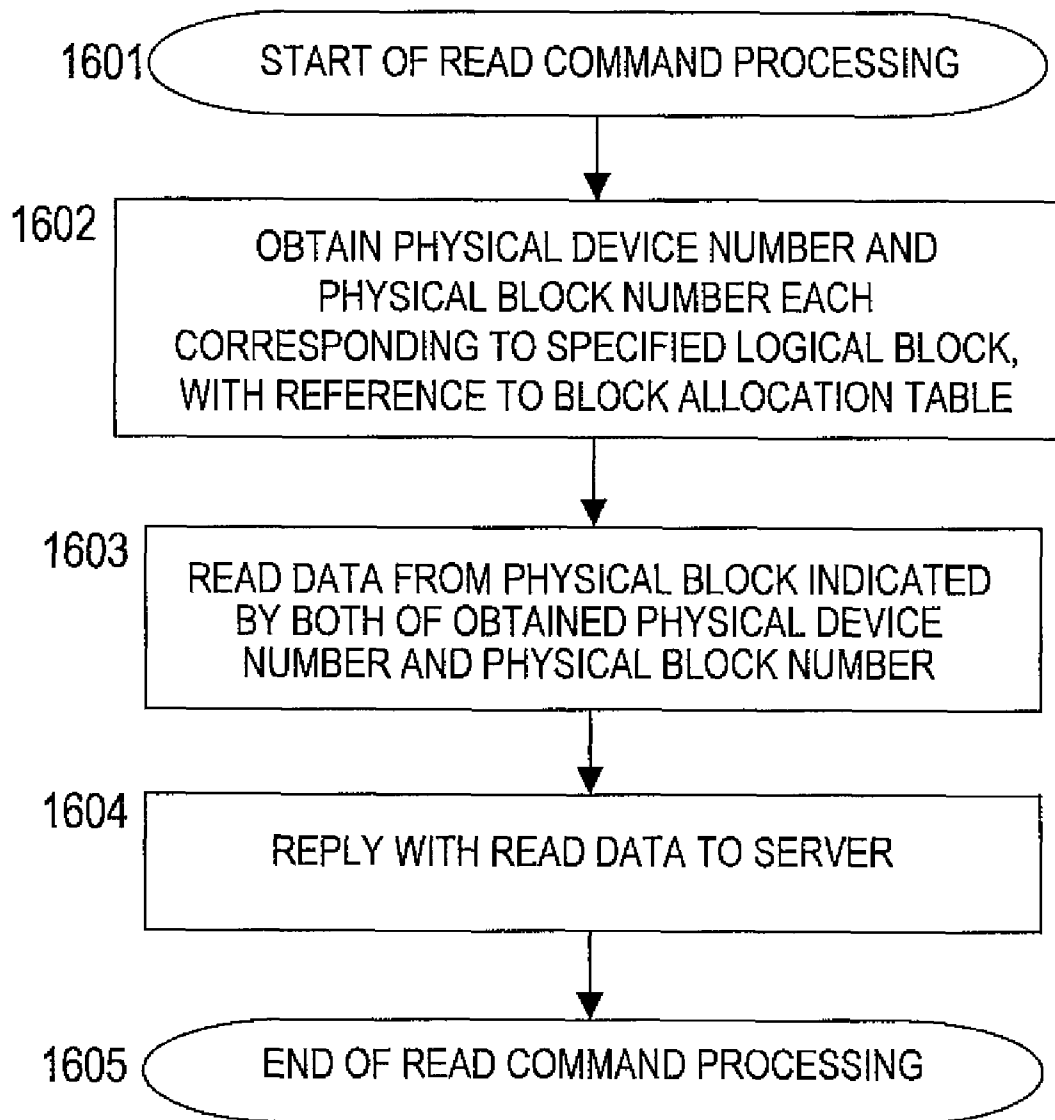 1601
START OF READ COMMAND PROCESSING
1602
OBTAIN PHYSICAL DEVICE NUMBER AND
PHYSICAL BLOCK NUMBER EACH
CORRESPONDING TO SPECIFIED LOGICAL BLOCK,
WITH REFERENCE TO BLOCK ALLOCATION TABLE
1603
READ DATA FROM PHYSICAL BLOCK INDICATED
BY BOTH OF OBTAINED PHYSICAL DEVICE
NUMBER AND PHYSICAL BLOCK NUMBER
1604
REPLY WITH READ DATA TO SERVER
1605
END OF READ COMMAND PROCESSING